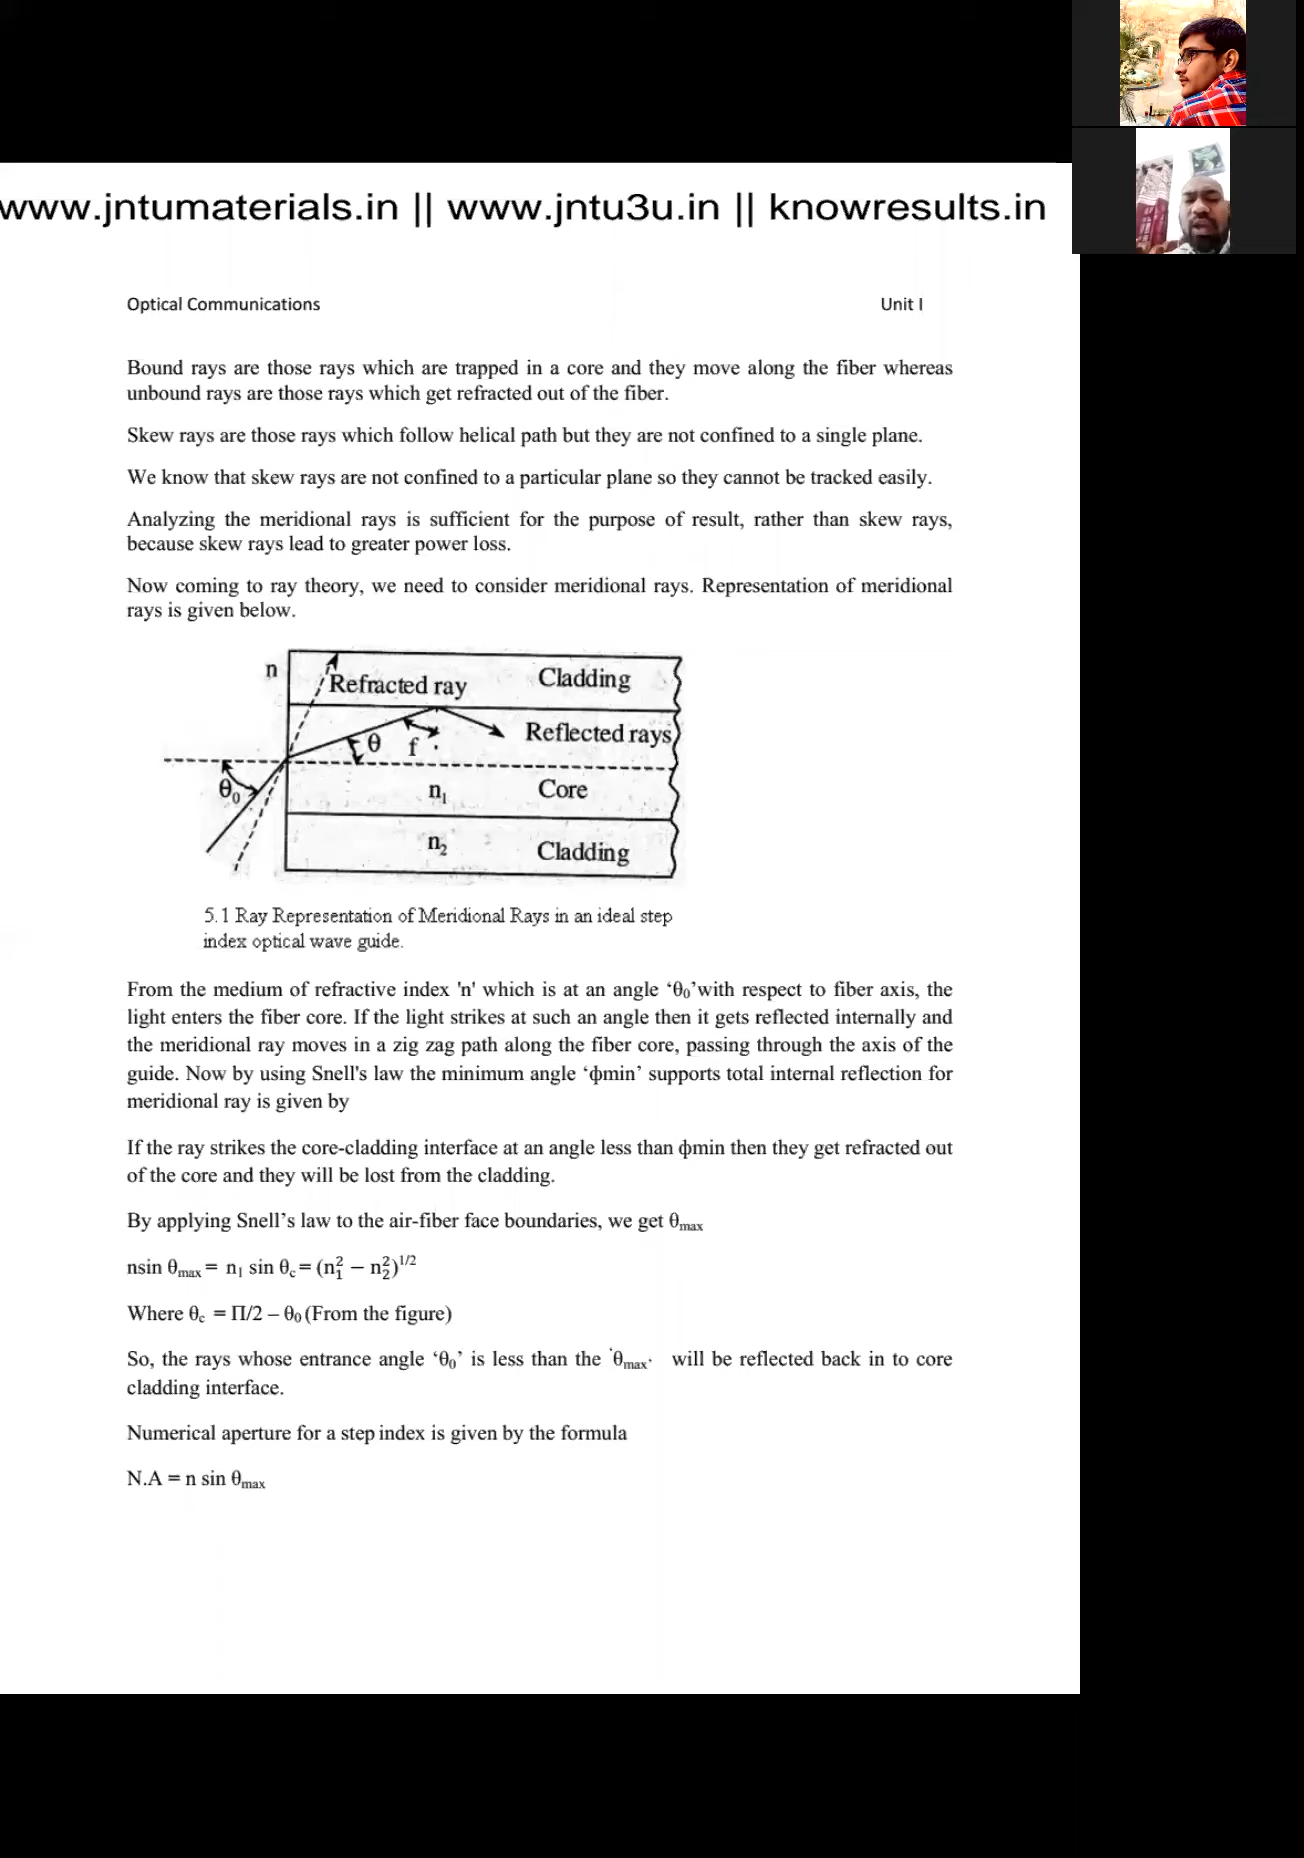 www.jntumaterials.in || www.jntu3u.in || knowresults.in
Optical Communications Unit I
Bound rays are those rays which are trapped in a core and they move along the fiber whereas
unbound rays are those rays which get refracted out of the fiber.
Skew rays are those rays which follow helical path but they are not confined to a single plane.
We know that skew rays are not confined to a particular plane so they cannot be tracked easily.
Analyzing the meridional rays is sufficient for the purpose of result, rather than skew rays,
because skew rays lead to greater power loss.
Now coming to ray theory, we need to consider meridional rays. Representation of meridional
rays is given below.
n
Refracted ray Cladding
Reflected rays
θ f
θ₀ n₁ Core
n₂ Cladding
5.1 Ray Representation of Meridional Rays in an ideal step
index optical wave guide.
From the medium of refractive index 'n' which is at an angle ‘θ₀’with respect to fiber axis, the
light enters the fiber core. If the light strikes at such an angle then it gets reflected internally and
the meridional ray moves in a zig zag path along the fiber core, passing through the axis of the
guide. Now by using Snell's law the minimum angle ‘ϕmin’ supports total internal reflection for
meridional ray is given by
If the ray strikes the core-cladding interface at an angle less than ϕmin then they get refracted out
of the core and they will be lost from the cladding.
By applying Snell’s law to the air-fiber face boundaries, we get θmax
nsin θmax = n₁ sin θc = (n₁² − n₂²)^1/2
Where θc = Π/2 – θ₀ (From the figure)
So, the rays whose entrance angle ‘θ₀’ is less than the ‘θmax’ will be reflected back in to core
cladding interface.
Numerical aperture for a step index is given by the formula
N.A = n sin θmax